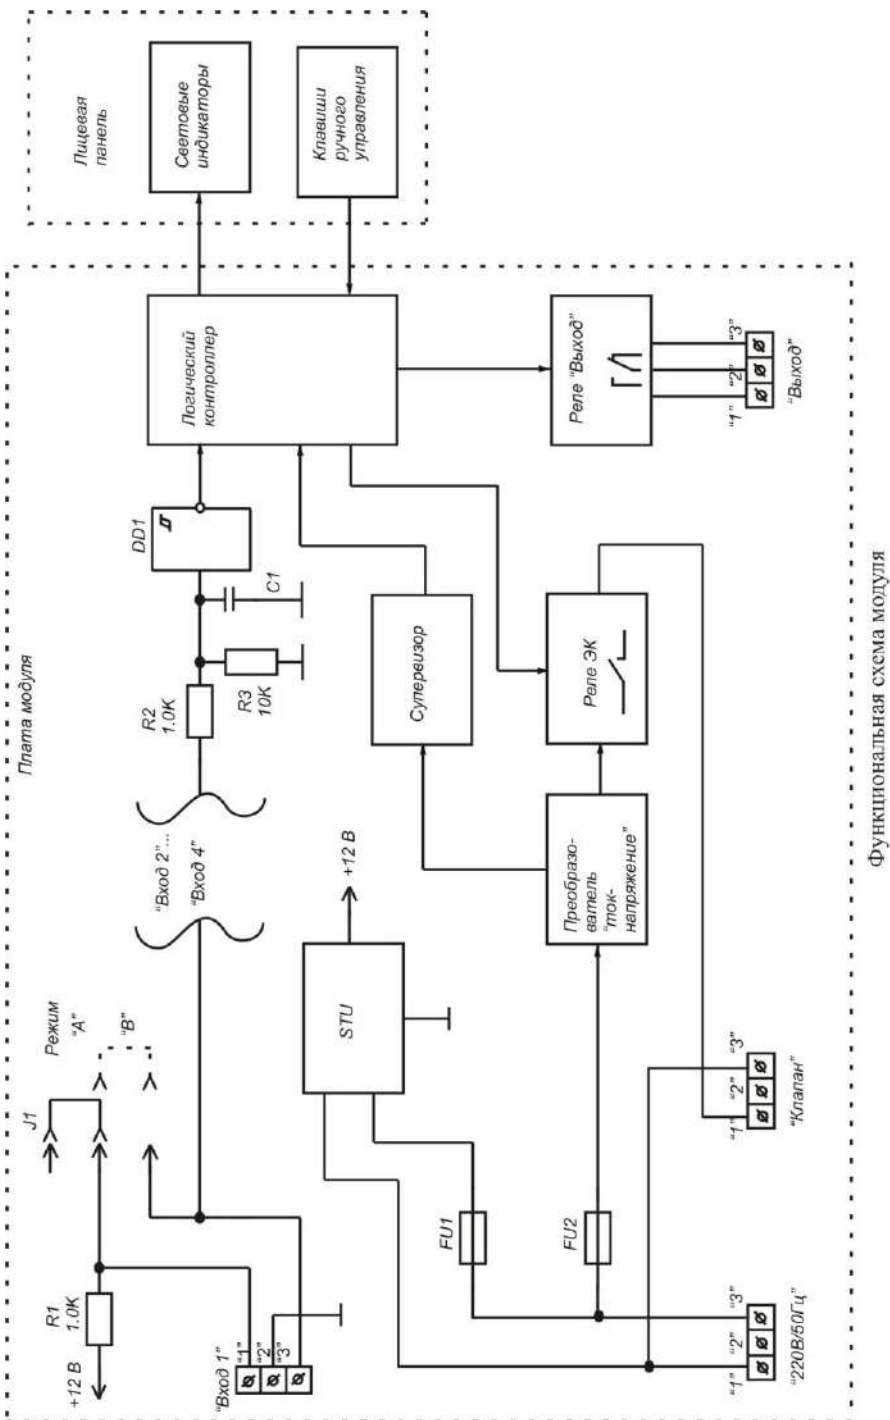 Плата модуля
Лицевая
панель
Режим
J1
"А"
"В"
R1
1.0K
+12 В
"Вход 1"
"1"
"2"
"3"
"Вход 2"...
"Вход 4"
R2
1.0K
R3
10K
C1
DD1
Логический
контроллер
Световые
индикаторы
Клавиши
ручного
управления
STU
+12 В
Супервизор
FU1
FU2
Преобразо-
ватель
"ток-
напряжение"
Реле ЭК
Реле "Выход"
"1"
"2"
"3"
"220В/50Гц"
"1"
"2"
"3"
"Клапан"
"1"
"2"
"3"
"Выход"
Функциональная схема модуля